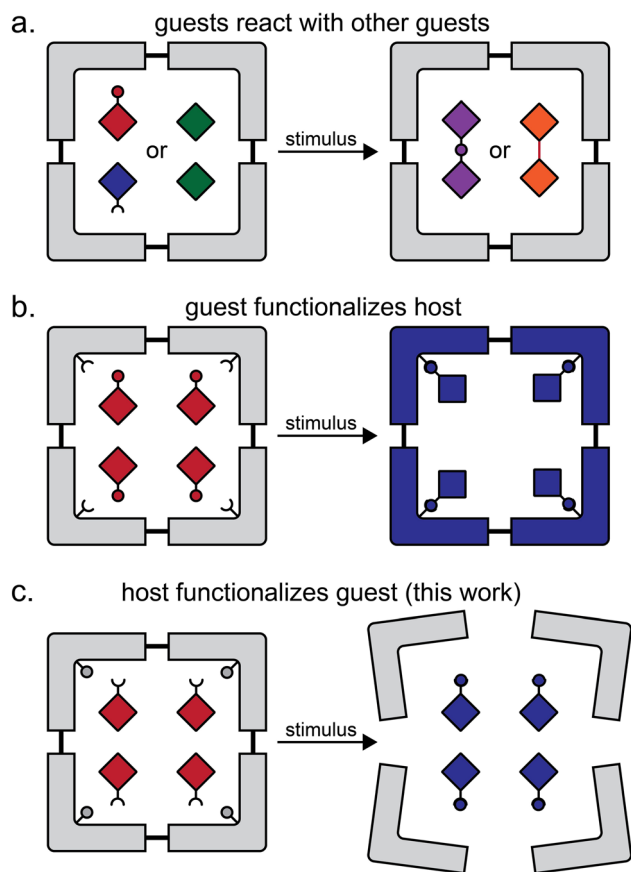 a. guests react with other guests
or
stimulus
or
b. guest functionalizes host
stimulus
c. host functionalizes guest (this work)
stimulus